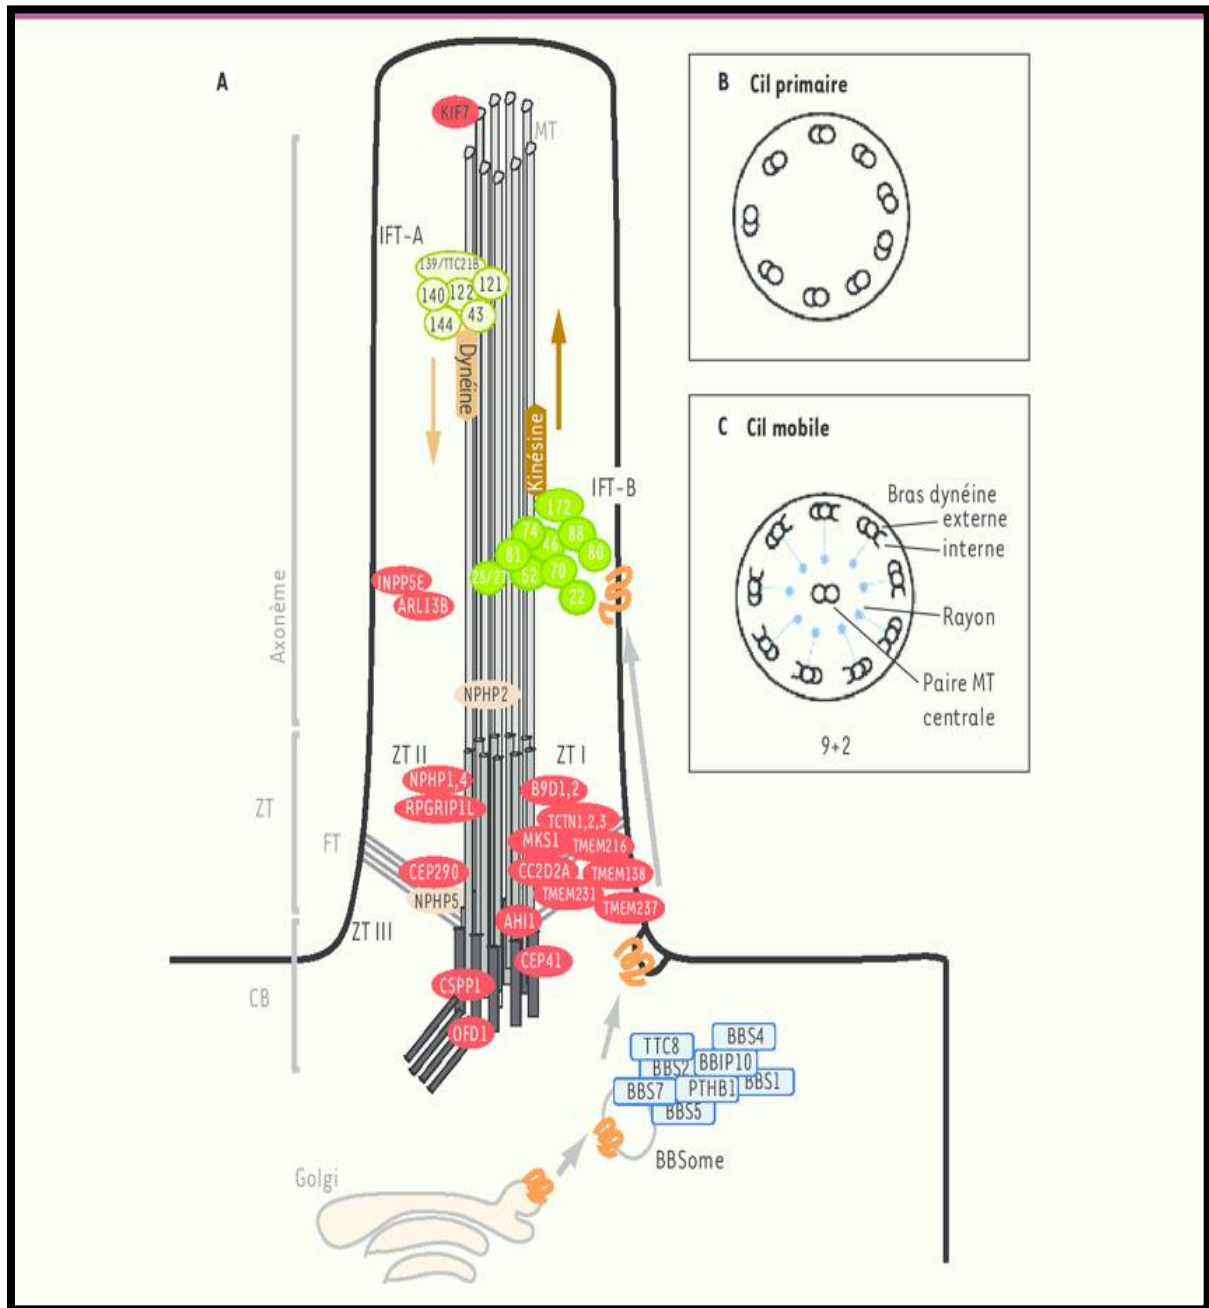 A
KIF7
MT
IFT-A
139/TTC21B
140
122
121
144
43
Dynéine
Kinésine
IFT-B
172
74
46
88
81
80
25/27
52
70
22
INPP5E
ARL13B
Axonème
NPHP2
ZT II
ZT I
NPHP1,4
B9D1,2
RPGRIP1L
TCTN1,2,3
ZT
MKS1
TMEM216
FT
CEP290
CC2D2A
TMEM138
NPHP5
TMEM231
TMEM237
AHI1
ZT III
CEP41
CB
CSPP1
OFD1
TTC8
BBS4
BBS2
BBIP10
BBS7
PTHB1
BBS1
BBS5
BBSome
Golgi
B Cil primaire
C Cil mobile
Bras dynéine
externe
interne
Rayon
Paire MT
centrale
9+2